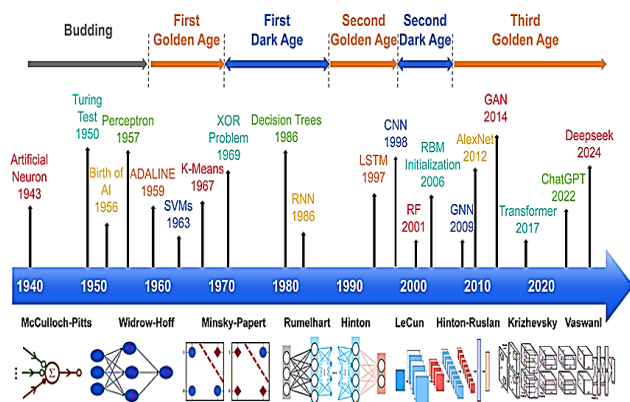 Budding
First
Golden Age
First
Dark Age
Second
Golden Age
Second
Dark Age
Third
Golden Age
Artificial
Neuron
1943
Turing
Test
1950
Birth of
AI
1956
Perceptron
1957
ADALINE
1959
SVMs
1963
K-Means
1967
XOR
Problem
1969
Decision Trees
1986
RNN
1986
LSTM
1997
CNN
1998
RF
2001
RBM
Initialization
2006
GNN
2009
AlexNet
2012
GAN
2014
Transformer
2017
ChatGPT
2022
Deepseek
2024
1940 1950 1960 1970 1980 1990 2000 2010 2020
McCulloch-Pitts Widrow-Hoff Minsky-Papert Rumelhart Hinton LeCun Hinton-Ruslan Krizhevsky Vaswanl
Σ